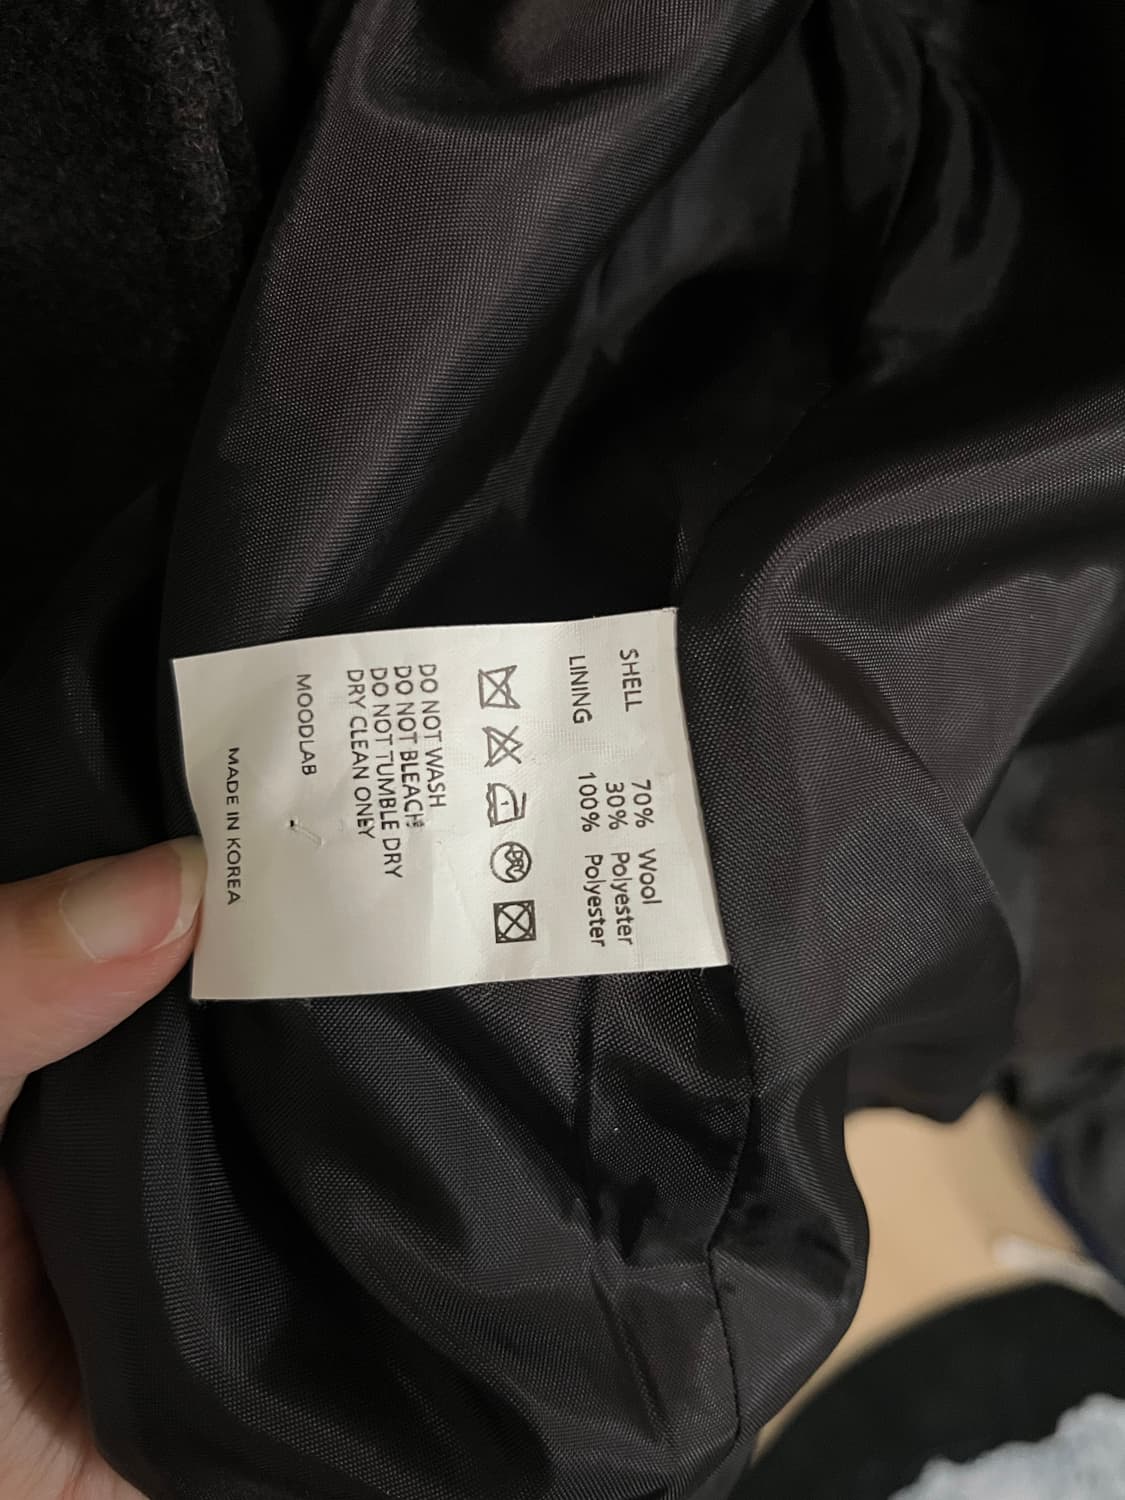 SHELL 70% Wool
30% Polyester
LINING 100% Polyester
DRY
DO NOT WASH
DO NOT BLEACH
DO NOT TUMBLE DRY
DRY CLEAN ONEY
MOODLAB
MADE IN KOREA